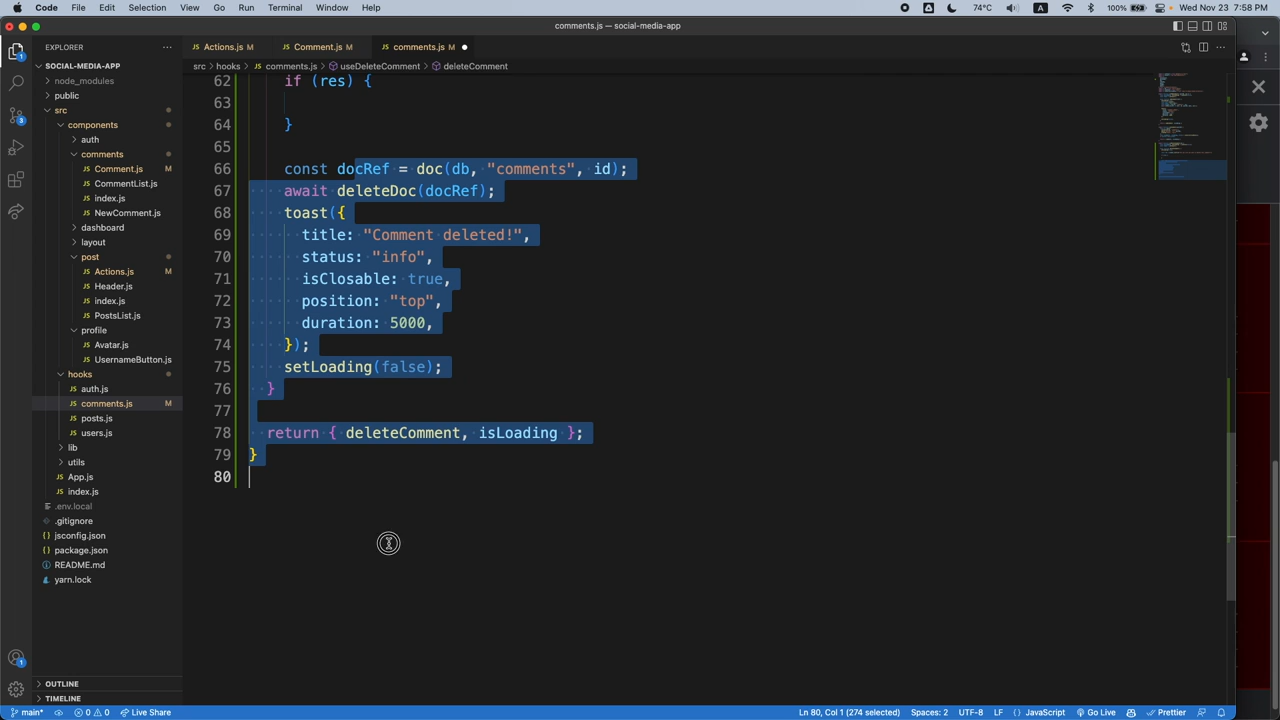 Code File Edit Selection View Go Run Terminal Window Help
74°C A 100% Wed Nov 23 7:58 PM
comments.js — social-media-app
EXPLORER
Actions.js M
Comment.js M
comments.js M
src > hooks > comments.js > useDeleteComment > deleteComment
SOCIAL-MEDIA-APP
node_modules
public
src
components
auth
comments
Comment.js M
CommentList.js
index.js
NewComment.js
dashboard
layout
post
Actions.js M
Header.js
index.js
PostsList.js
profile
Avatar.js
UsernameButton.js
hooks
auth.js
comments.js M
posts.js
users.js
lib
utils
App.js
index.js
.env.local
.gitignore
jsconfig.json
package.json
README.md
yarn.lock
OUTLINE
TIMELINE
62 if (res) {
63
64 }
65
66 const docRef = doc(db, "comments", id);
67 await deleteDoc(docRef);
68 toast({
69 title: "Comment deleted!",
70 status: "info",
71 isClosable: true,
72 position: "top",
73 duration: 5000,
74 });
75 setLoading(false);
76 }
77
78 return { deleteComment, isLoading };
79 }
80
1
3
1
main* 0 0 Live Share
Ln 80, Col 1 (274 selected) Spaces: 2 UTF-8 LF {} JavaScript Go Live Prettier